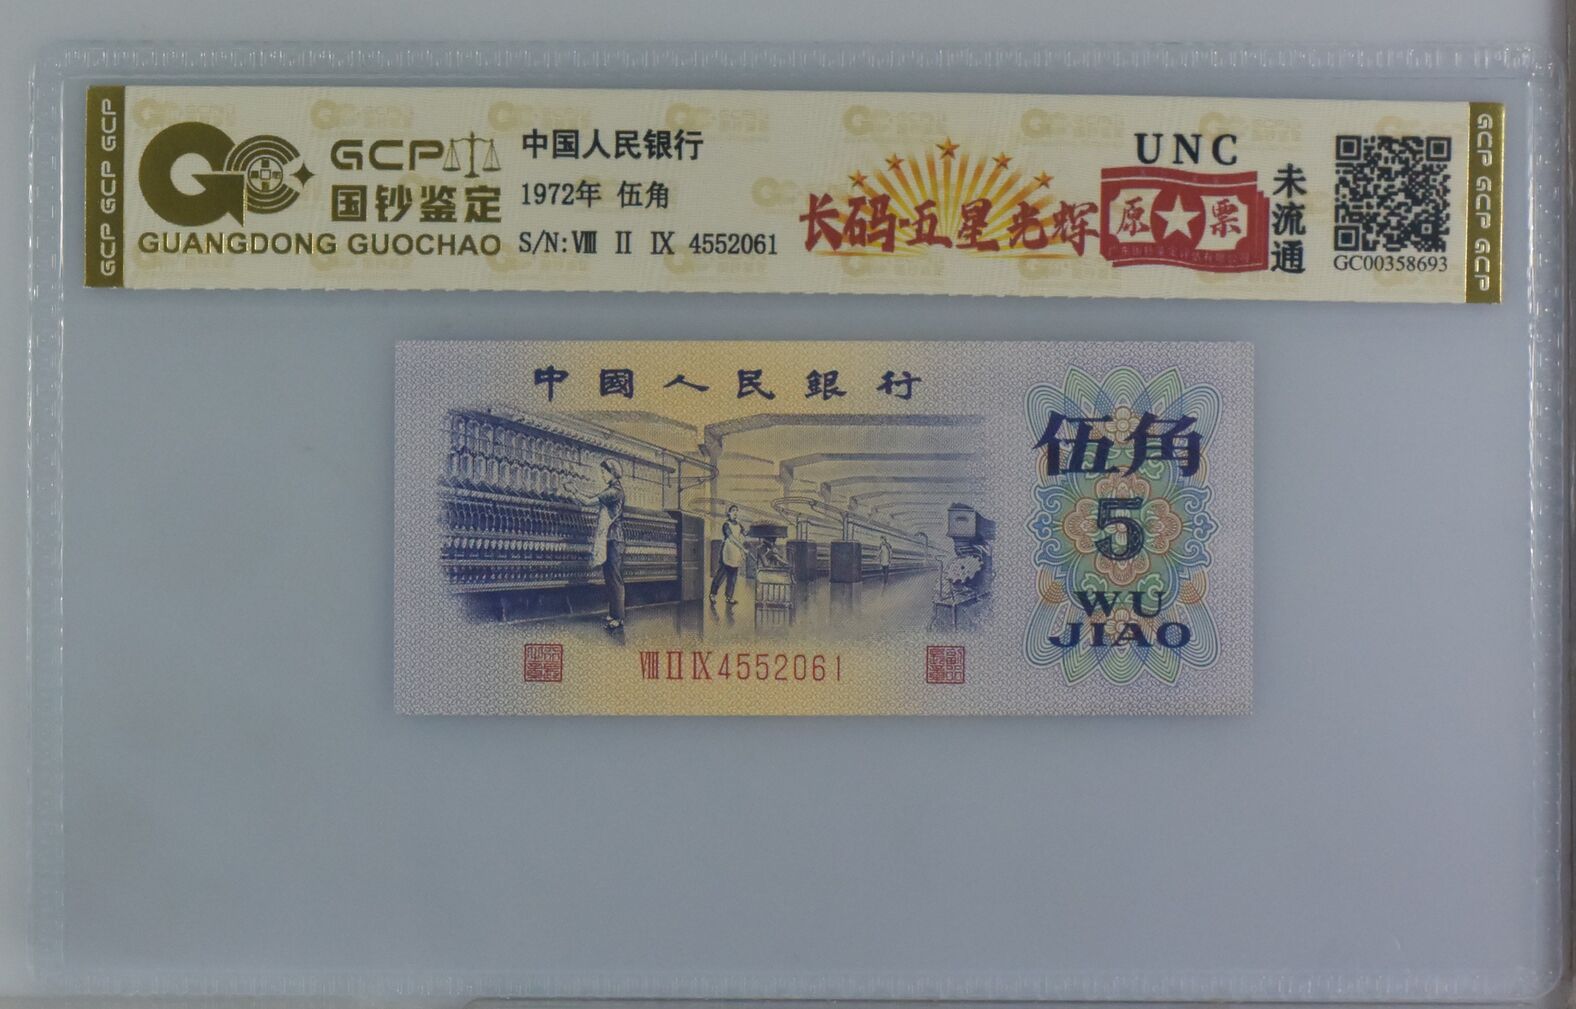 GCP GCP GCP
GCP
国钞鉴定
GUANGDONG GUOCHAO
中国人民银行
1972年 伍角
S/N:Ⅷ Ⅱ Ⅸ 4552061
长码·五星光辉
UNC
原★票
未流通
GC00358693
GCP GCP GCP
中國人民銀行
伍角
5
WU
JIAO
ⅧⅡⅨ4552061